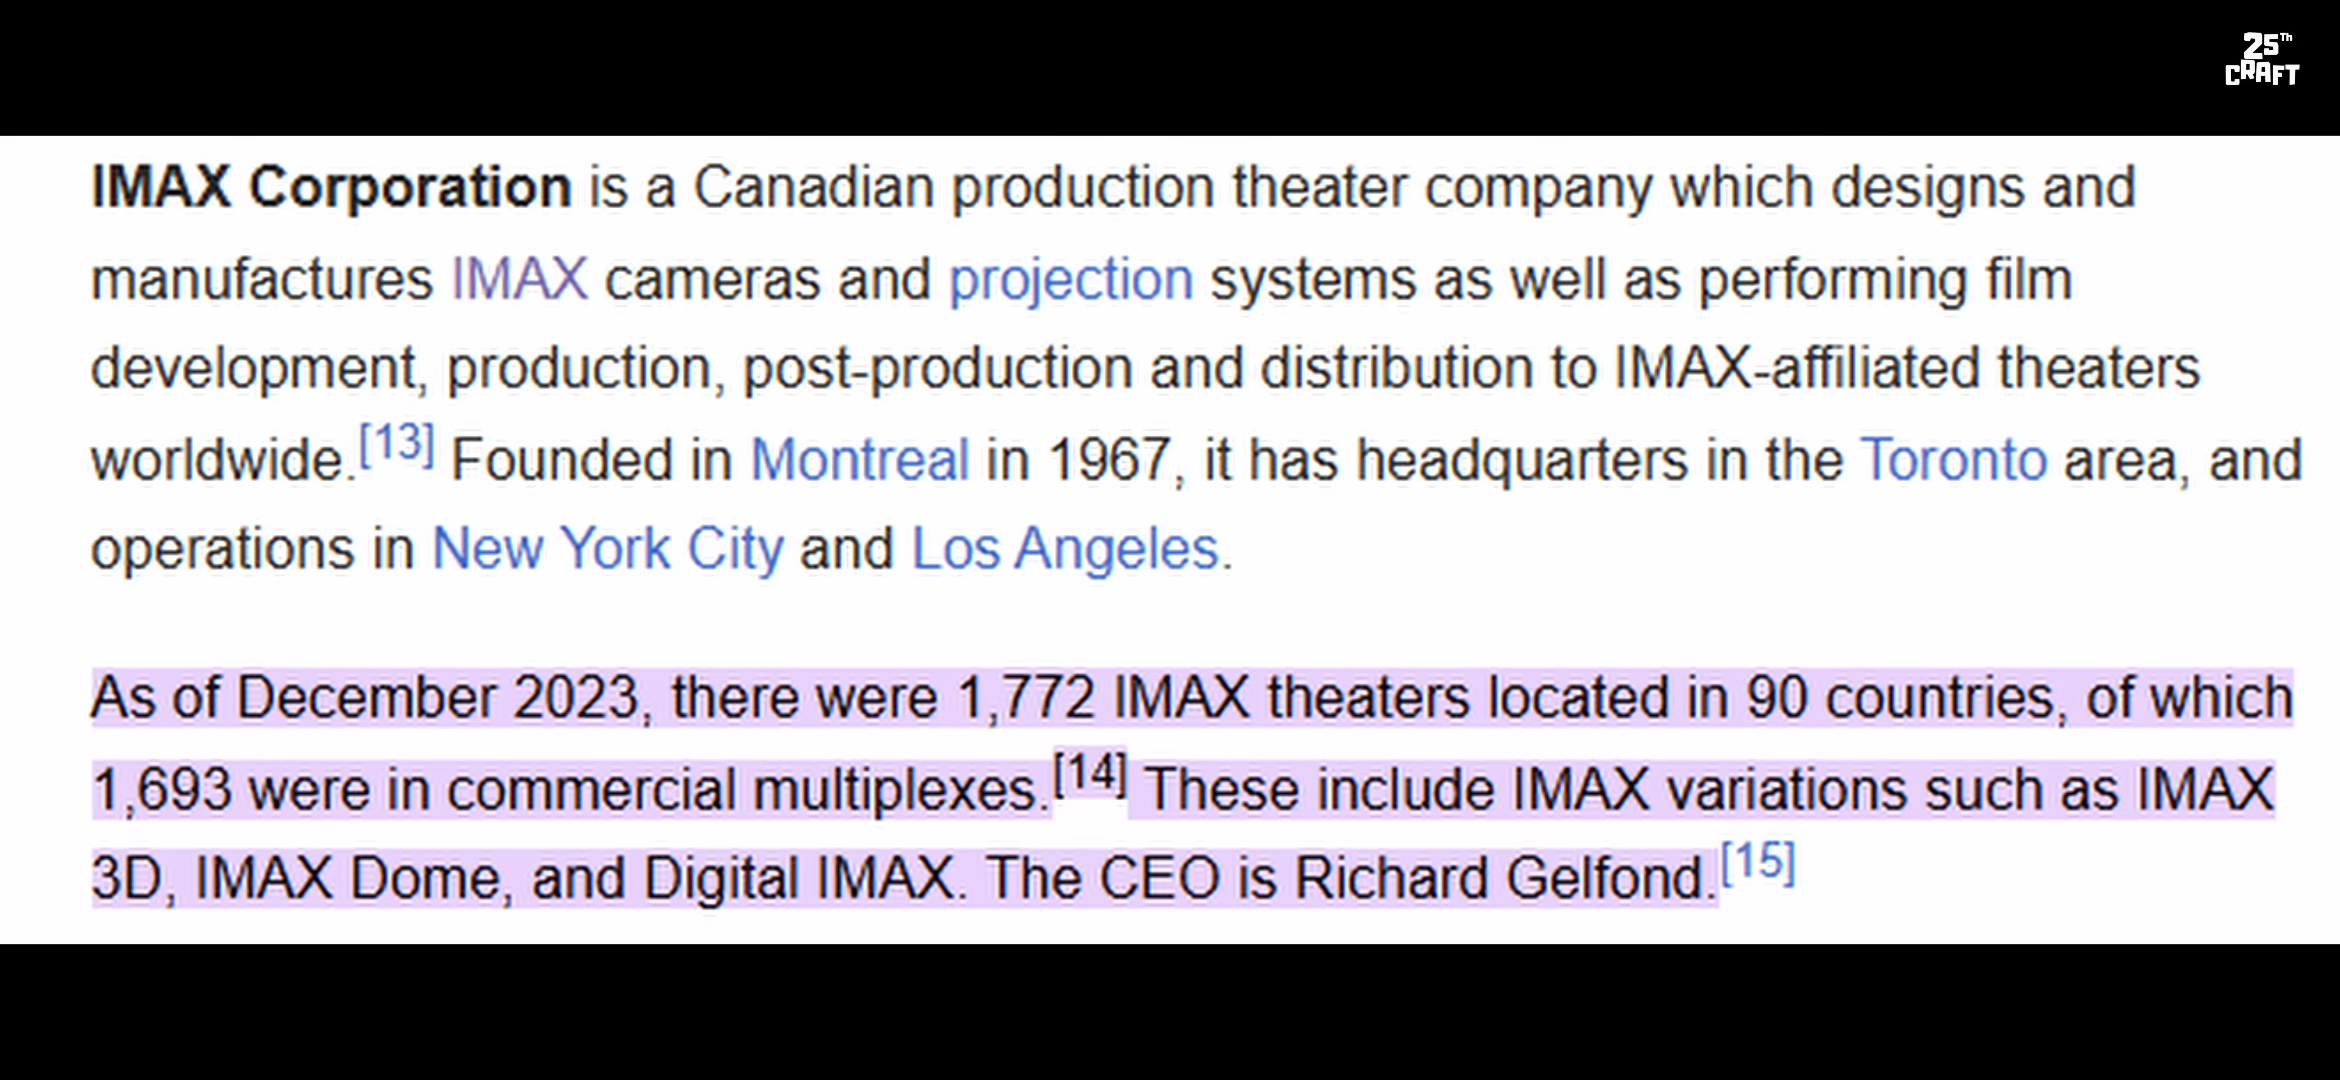 25Th
CRAFT
IMAX Corporation is a Canadian production theater company which designs and
manufactures IMAX cameras and projection systems as well as performing film
development, production, post-production and distribution to IMAX-affiliated theaters
worldwide.[13] Founded in Montreal in 1967, it has headquarters in the Toronto area, and
operations in New York City and Los Angeles.
As of December 2023, there were 1,772 IMAX theaters located in 90 countries, of which
1,693 were in commercial multiplexes.[14] These include IMAX variations such as IMAX
3D, IMAX Dome, and Digital IMAX. The CEO is Richard Gelfond.[15]